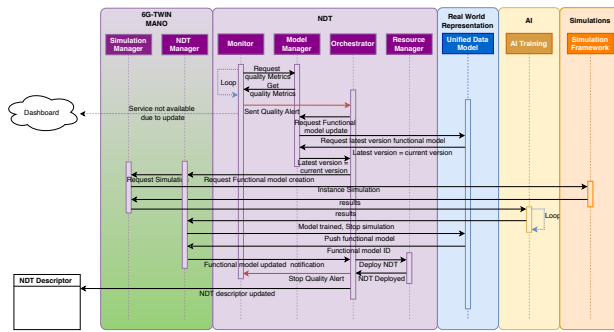 6G-TWIN
MANO
NDT
Real World
Representation
AI
Simulations
Simulation
Manager
NDT
Manager
Monitor
Model
Manager
Orchestrator
Resource
Manager
Unified Data
Model
AI Training
Simulation
Framework
Request
quality Metrics
Loop
Get
quality Metrics
Dashboard
Service not available
due to update
Sent Quality Alert
Request Functional
model update
Request latest version functional model
Latest version = current version
Latest version =
current version
Request Simulati
Request Functional model creation
Instance Simulation
results
results
Loop
Model trained, Stop simulation
Push functional model
Functional model ID
Functional model updated notification
Deploy NDT
Stop Quality Alert
NDT Deployed
NDT Descriptor
NDT descriptor updated